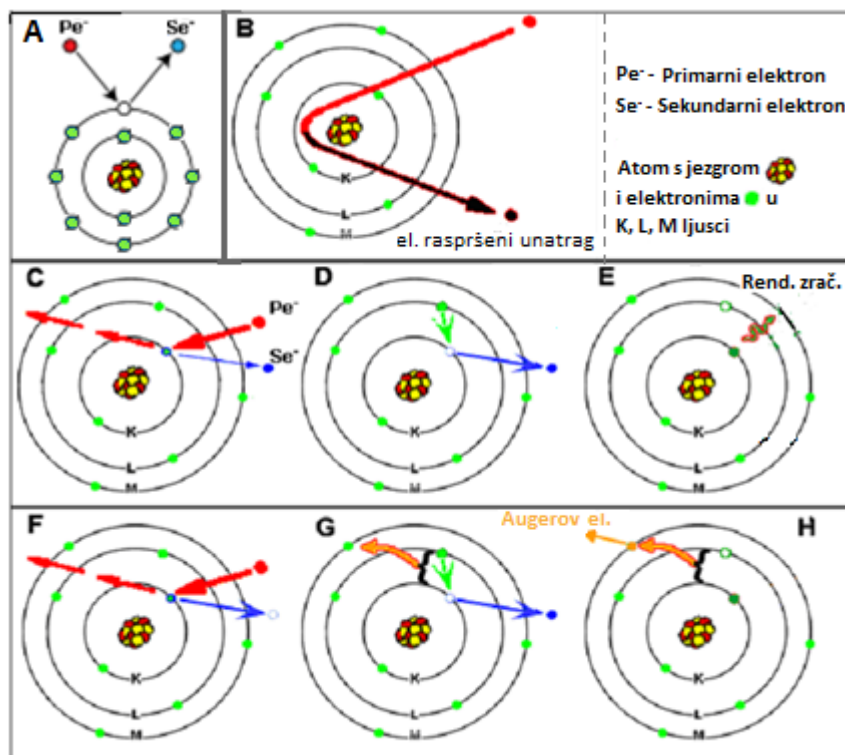 A
Pe⁻ Se⁻
B
K
L
M
el. raspršeni unatrag
Pe⁻ - Primarni elektron
Se⁻ - Sekundarni elektron
Atom s jezgrom
i elektronima u
K, L, M ljusci
C
Pe⁻
Se⁻
K
L
M
D
K
L
M
E
Rend. zrač.
K
L
M
F
K
L
M
G
K
L
M
Augerov el.
H
K
L
M